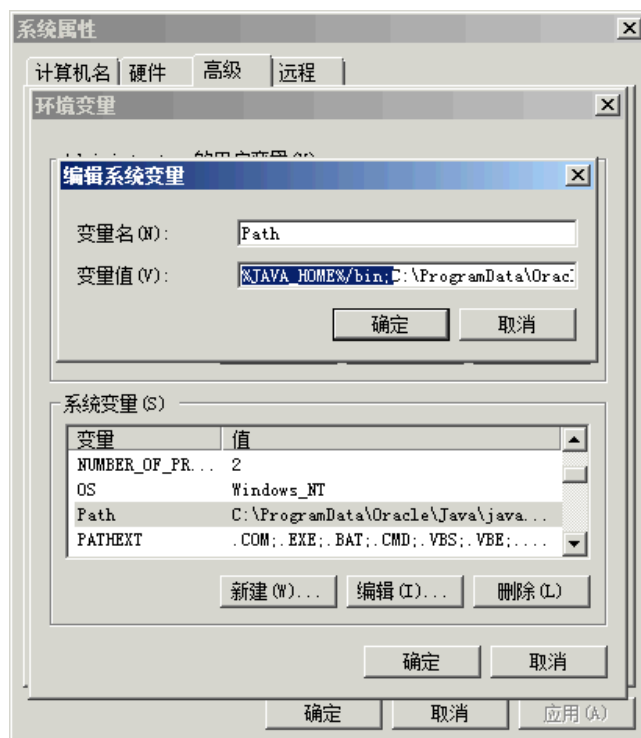 系统属性
计算机名 硬件 高级 远程
环境变量
编辑系统变量
变量名(N): Path
变量值(V): %JAVA_HOME%/bin;C:\ProgramData\Orac
确定 取消
系统变量(S)
变量 值
NUMBER_OF_PR... 2
OS Windows_NT
Path C:\ProgramData\Oracle\Java\java...
PATHEXT .COM;.EXE;.BAT;.CMD;.VBS;.VBE;....
新建(W)... 编辑(I)... 删除(L)
确定 取消
确定 取消 应用(A)